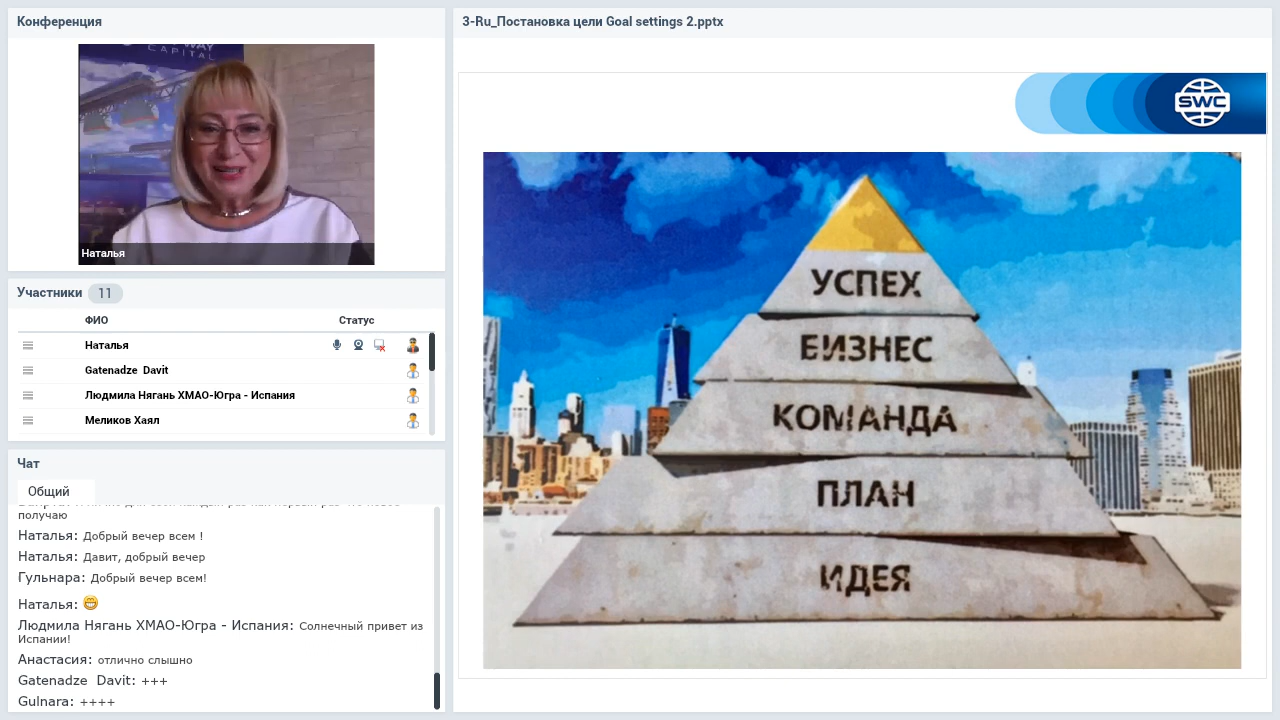 Конференция
WAY
CAPITAL
Наталья
Участники 11
ФИО Статус
Наталья
Gatenadze Davit
Людмила Нягань ХМАО-Югра - Испания
Меликов Хаял
Чат
Общий
получаю
Наталья: Добрый вечер всем !
Наталья: Давит, добрый вечер
Гульнара: Добрый вечер всем!
Наталья:
Людмила Нягань ХМАО-Югра - Испания: Солнечный привет из
Испании!
Анастасия: отлично слышно
Gatenadze Davit: +++
Gulnara: ++++
3-Ru_Постановка цели Goal settings 2.pptx
SWC
УСПЕХ
БИЗНЕС
КОМАНДА
ПЛАН
ИДЕЯ